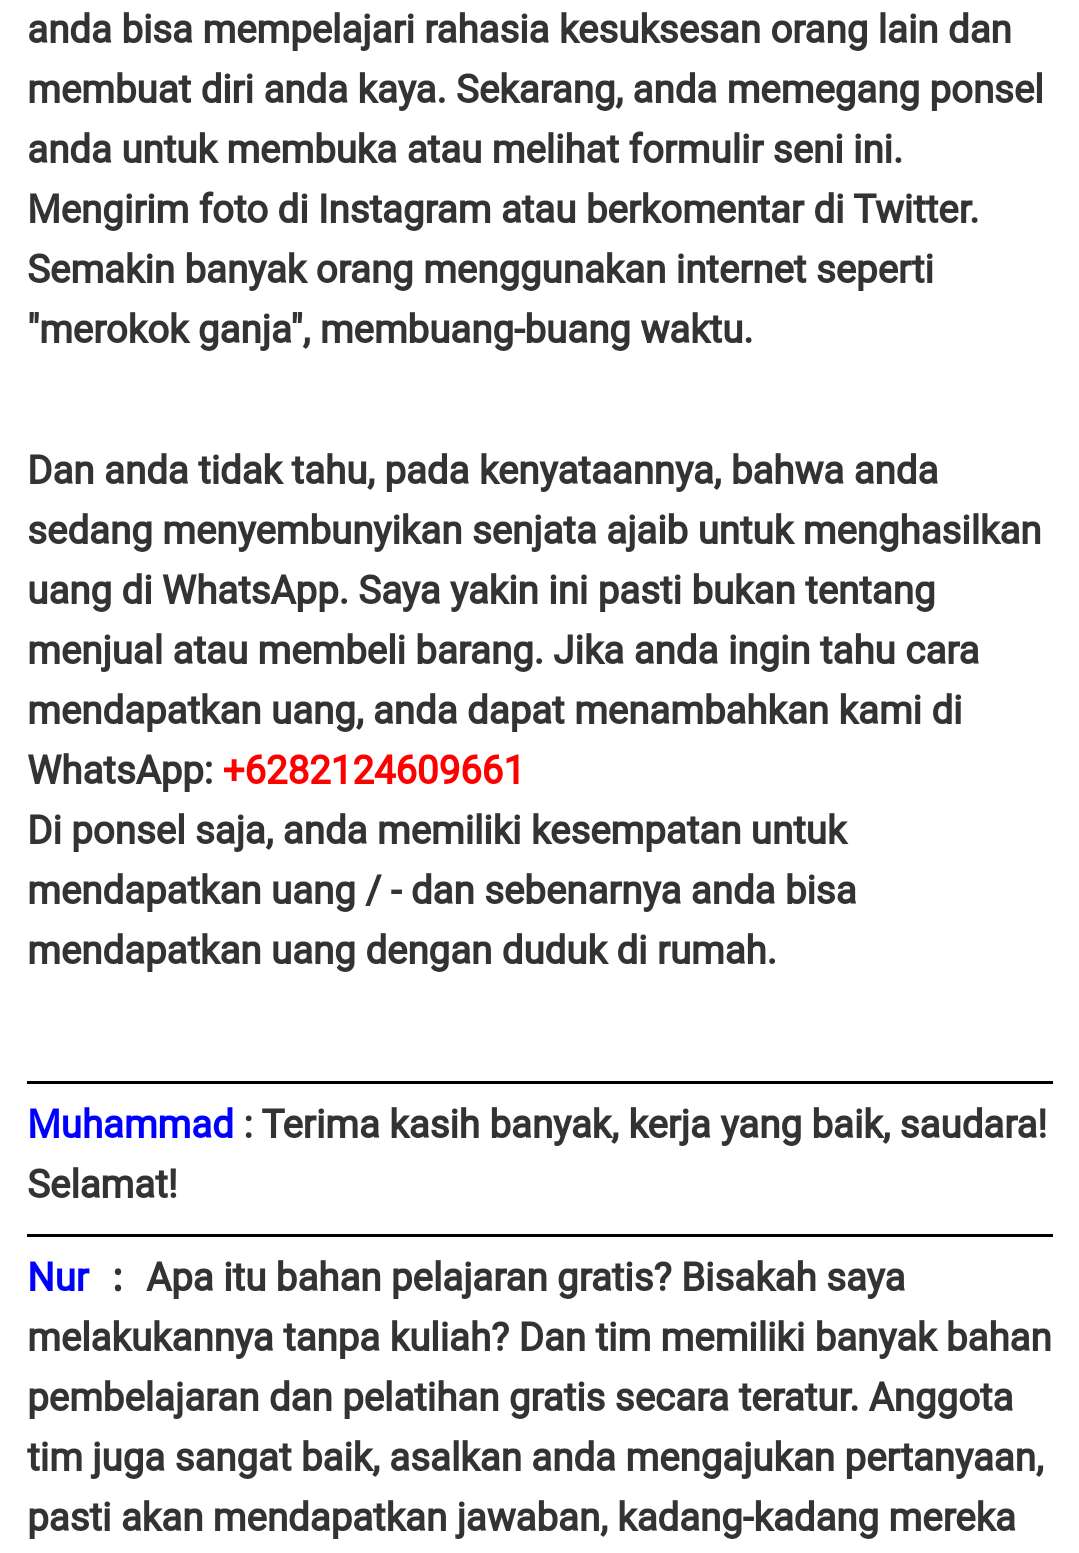 anda bisa mempelajari rahasia kesuksesan orang lain dan
membuat diri anda kaya. Sekarang, anda memegang ponsel
anda untuk membuka atau melihat formulir seni ini.
Mengirim foto di Instagram atau berkomentar di Twitter.
Semakin banyak orang menggunakan internet seperti
"merokok ganja", membuang-buang waktu.
Dan anda tidak tahu, pada kenyataannya, bahwa anda
sedang menyembunyikan senjata ajaib untuk menghasilkan
uang di WhatsApp. Saya yakin ini pasti bukan tentang
menjual atau membeli barang. Jika anda ingin tahu cara
mendapatkan uang, anda dapat menambahkan kami di
WhatsApp: +6282124609661
Di ponsel saja, anda memiliki kesempatan untuk
mendapatkan uang / - dan sebenarnya anda bisa
mendapatkan uang dengan duduk di rumah.
Muhammad : Terima kasih banyak, kerja yang baik, saudara!
Selamat!
Nur : Apa itu bahan pelajaran gratis? Bisakah saya
melakukannya tanpa kuliah? Dan tim memiliki banyak bahan
pembelajaran dan pelatihan gratis secara teratur. Anggota
tim juga sangat baik, asalkan anda mengajukan pertanyaan,
pasti akan mendapatkan jawaban, kadang-kadang mereka